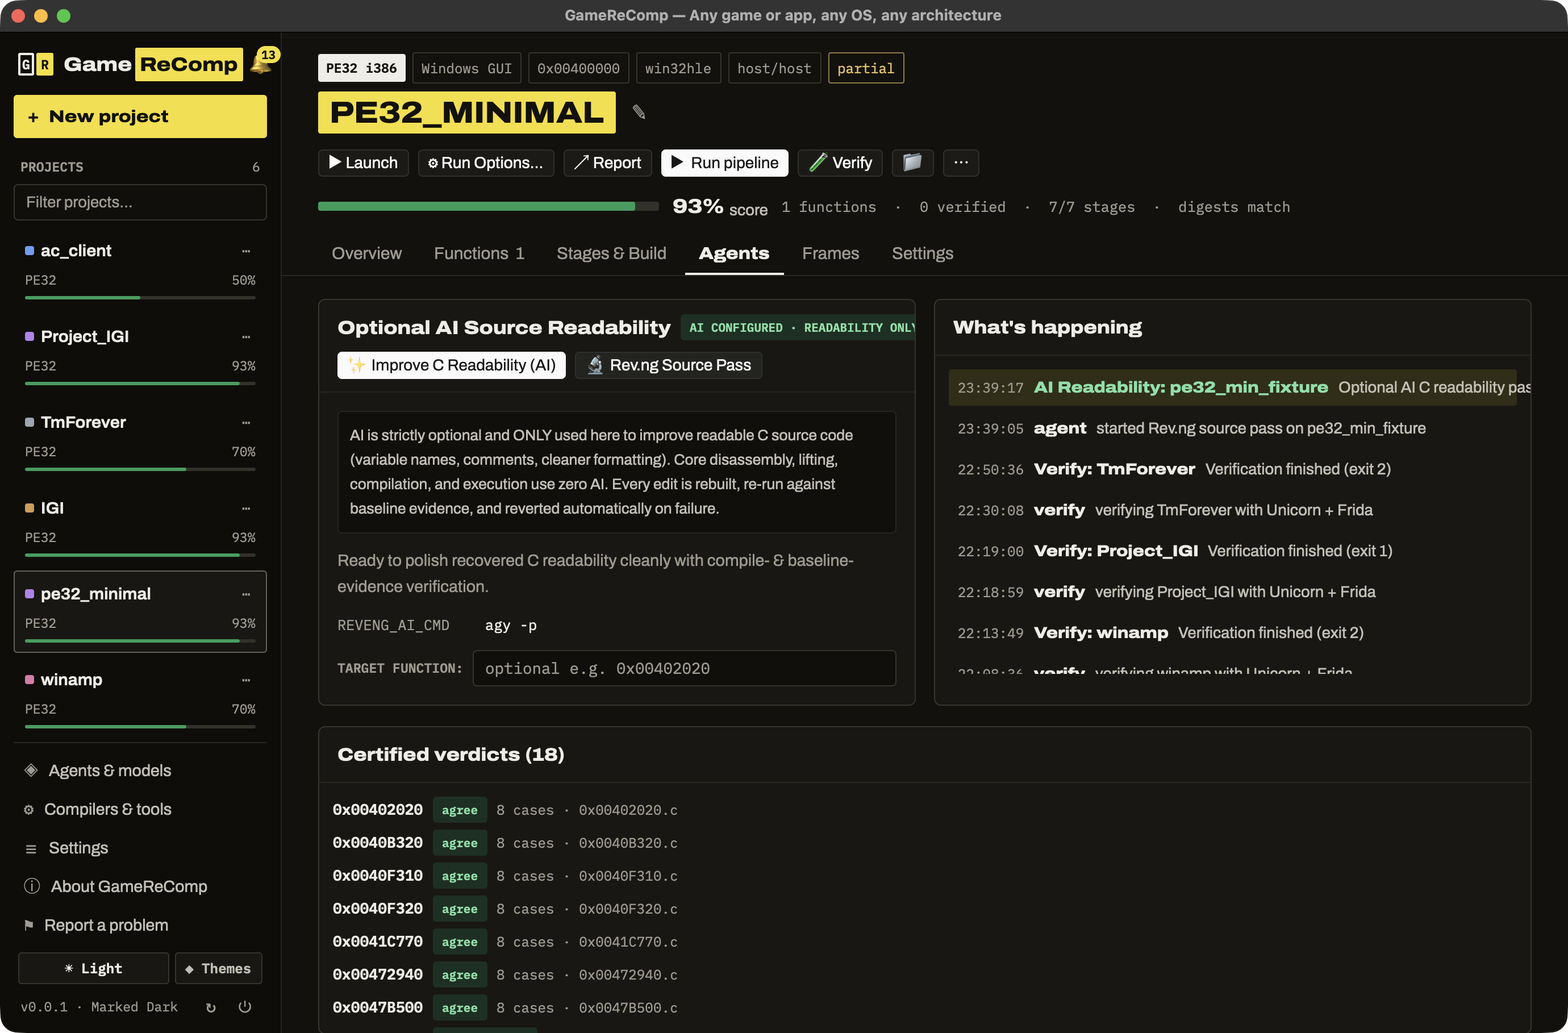 GameReComp — Any game or app, any OS, any architecture
G R Game ReComp 13
+ New project
PROJECTS 6
Filter projects...
ac_client ···
PE32 50%
Project_IGI ···
PE32 93%
TmForever ···
PE32 70%
IGI ···
PE32 93%
pe32_minimal ···
PE32 93%
winamp ···
PE32 70%
Agents & models
Compilers & tools
Settings
About GameReComp
Report a problem
Light Themes
v0.0.1 · Marked Dark
PE32 i386 Windows GUI 0x00400000 win32hle host/host partial
PE32_MINIMAL
Launch Run Options... Report Run pipeline Verify ···
93% score 1 functions · 0 verified · 7/7 stages · digests match
Overview Functions 1 Stages & Build Agents Frames Settings
Optional AI Source Readability AI CONFIGURED · READABILITY ONLY
Improve C Readability (AI) Rev.ng Source Pass
AI is strictly optional and ONLY used here to improve readable C source code
(variable names, comments, cleaner formatting). Core disassembly, lifting,
compilation, and execution use zero AI. Every edit is rebuilt, re-run against
baseline evidence, and reverted automatically on failure.
Ready to polish recovered C readability cleanly with compile- & baseline-
evidence verification.
REVENG_AI_CMD agy -p
TARGET FUNCTION: optional e.g. 0x00402020
What's happening
23:39:17 AI Readability: pe32_min_fixture Optional AI C readability pas
23:39:05 agent started Rev.ng source pass on pe32_min_fixture
22:50:36 Verify: TmForever Verification finished (exit 2)
22:30:08 verify verifying TmForever with Unicorn + Frida
22:19:00 Verify: Project_IGI Verification finished (exit 1)
22:18:59 verify verifying Project_IGI with Unicorn + Frida
22:13:49 Verify: winamp Verification finished (exit 2)
22:08:36 verify verifying winamp with Unicorn + Frida
Certified verdicts (18)
0x00402020 agree 8 cases · 0x00402020.c
0x0040B320 agree 8 cases · 0x0040B320.c
0x0040F310 agree 8 cases · 0x0040F310.c
0x0040F320 agree 8 cases · 0x0040F320.c
0x0041C770 agree 8 cases · 0x0041C770.c
0x00472940 agree 8 cases · 0x00472940.c
0x0047B500 agree 8 cases · 0x0047B500.c